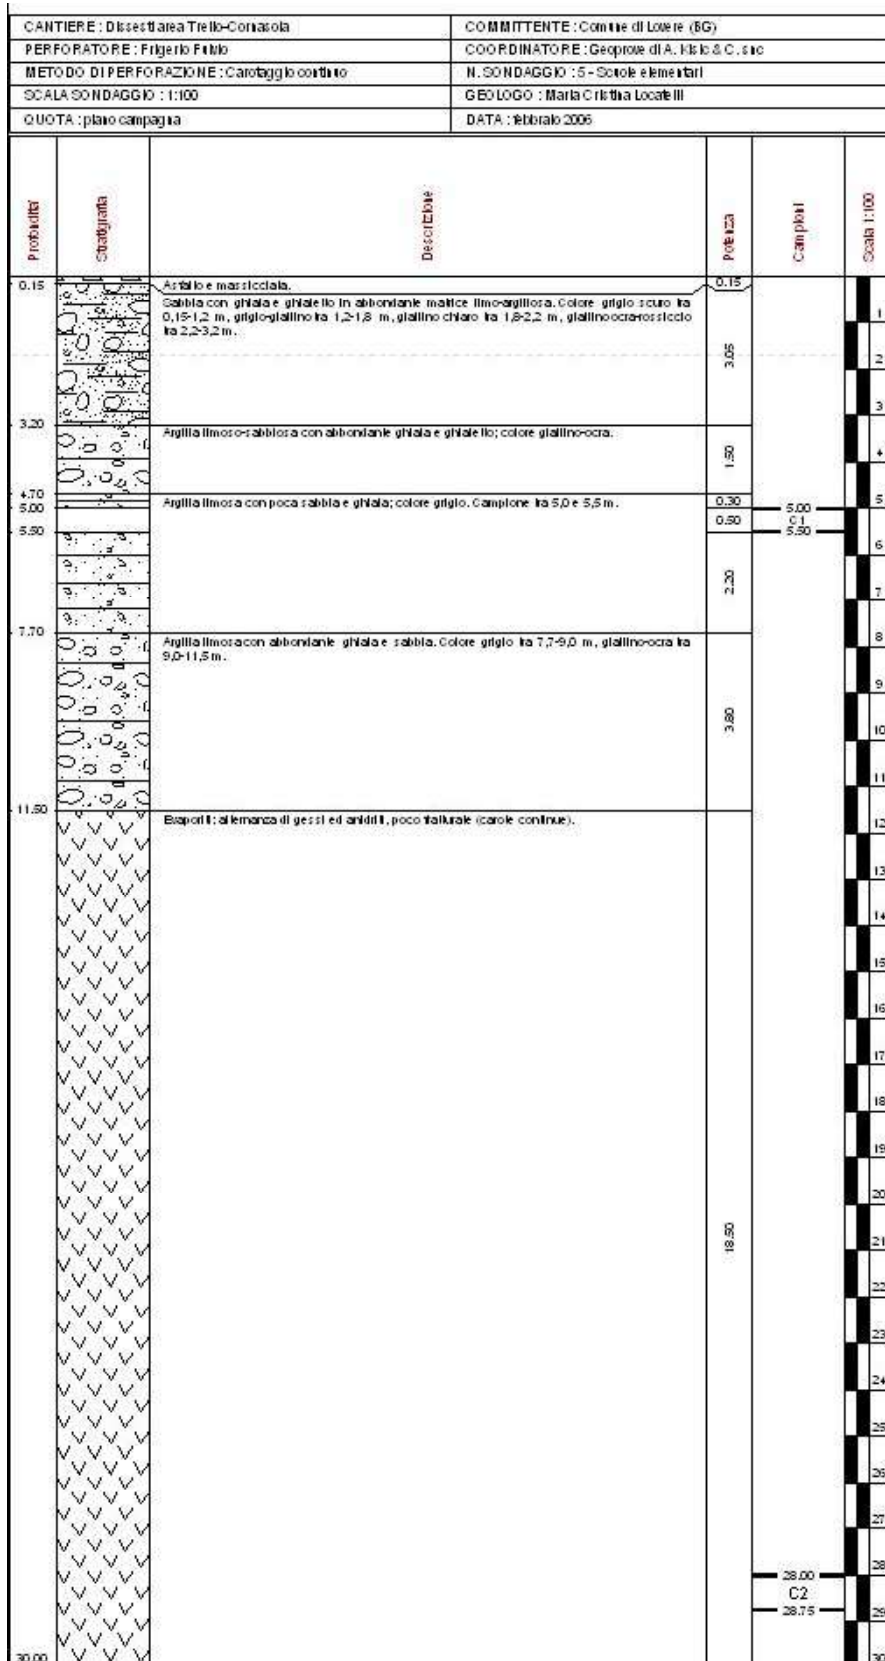 CANTIERE : Dissesti area Trello-Cornasola
COMMITTENTE : Comune di Lovere (BG)
PERFORATORE : Frigerio Fulvio
COORDINATORE : Geoprove di A. Kisic & C. snc
METODO DI PERFORAZIONE : Carotaggio continuo
N. SONDAGGIO : 5 - Scuole elementari
SCALA SONDAGGIO : 1:100
GEOLOGO : Maria Cristina Locatelli
QUOTA : piano campagna
DATA : febbraio 2006
Profondita'
Stratigrafia
Descrizione
Potenza
Campioni
Scala 1:100
0.15
Asfalto e massicciata.
0.15
Sabbia con ghiaia e ghiaietto in abbondante matrice limo-argillosa. Colore grigio scuro tra
0,15-1,2 m, grigio-giallino tra 1,2-1,8 m, giallino chiaro tra 1,8-2,2 m, giallino ocra-rossiccio
tra 2,2-3,2 m.
3.05
3.20
Argilla limoso-sabbiosa con abbondante ghiaia e ghiaietto; colore giallino-ocra.
1.50
4.70
Argilla limosa con poca sabbia e ghiaia; colore grigio. Campione tra 5,0 e 5,5 m.
0.30
5.00
0.50
5.00
C1
5.50
5.50
2.20
7.70
Argilla limosa con abbondante ghiaia e sabbia. Colore grigio tra 7,7-9,0 m, giallino-ocra tra
9,0-11,5 m.
3.80
11.50
Evaporiti: alternanza di gessi ed anidriti, poco fratturate (carote continue).
18.50
28.00
C2
28.75
30.00
1
2
3
4
5
6
7
8
9
10
11
12
13
14
15
16
17
18
19
20
21
22
23
24
25
26
27
28
29
30